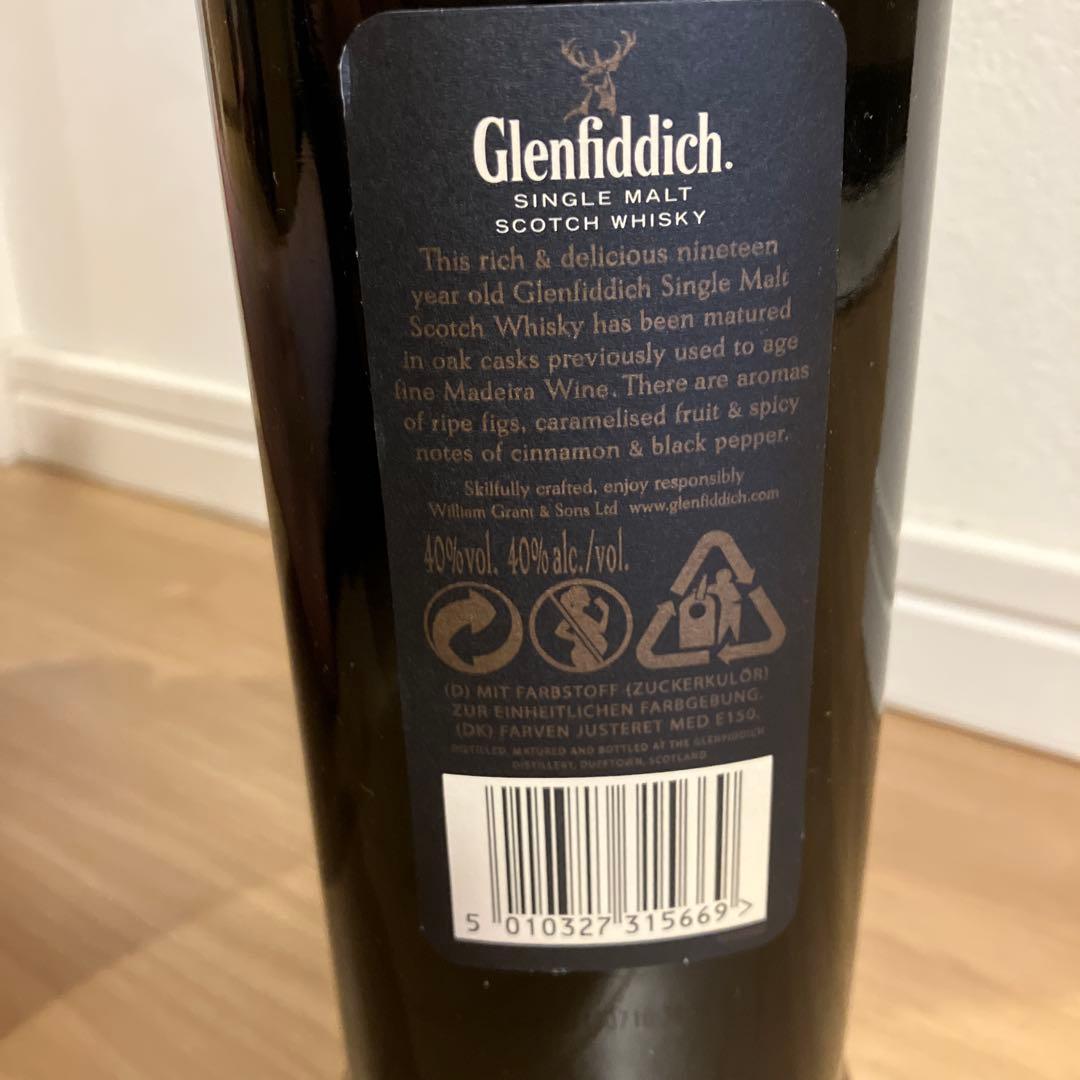 Glenfiddich.
SINGLE MALT
SCOTCH WHISKY
This rich & delicious nineteen
year old Glenfiddich Single Malt
Scotch Whisky has been matured
in oak casks previously used to age
fine Madeira Wine. There are aromas
of ripe figs, caramelised fruit & spicy
notes of cinnamon & black pepper.
Skilfully crafted, enjoy responsibly
William Grant & Sons Ltd www.glenfiddich.com
40%vol. 40%alc./vol.
(D) MIT FARBSTOFF (ZUCKERKULÖR)
ZUR EINHEITLICHEN FARBGEBUNG.
(DK) FARVEN JUSTERET MED E150.
DISTILLED, MATURED AND BOTTLED AT THE GLENFIDDICH
DISTILLERY, DUFFTOWN, SCOTLAND
5 010327 315669 >